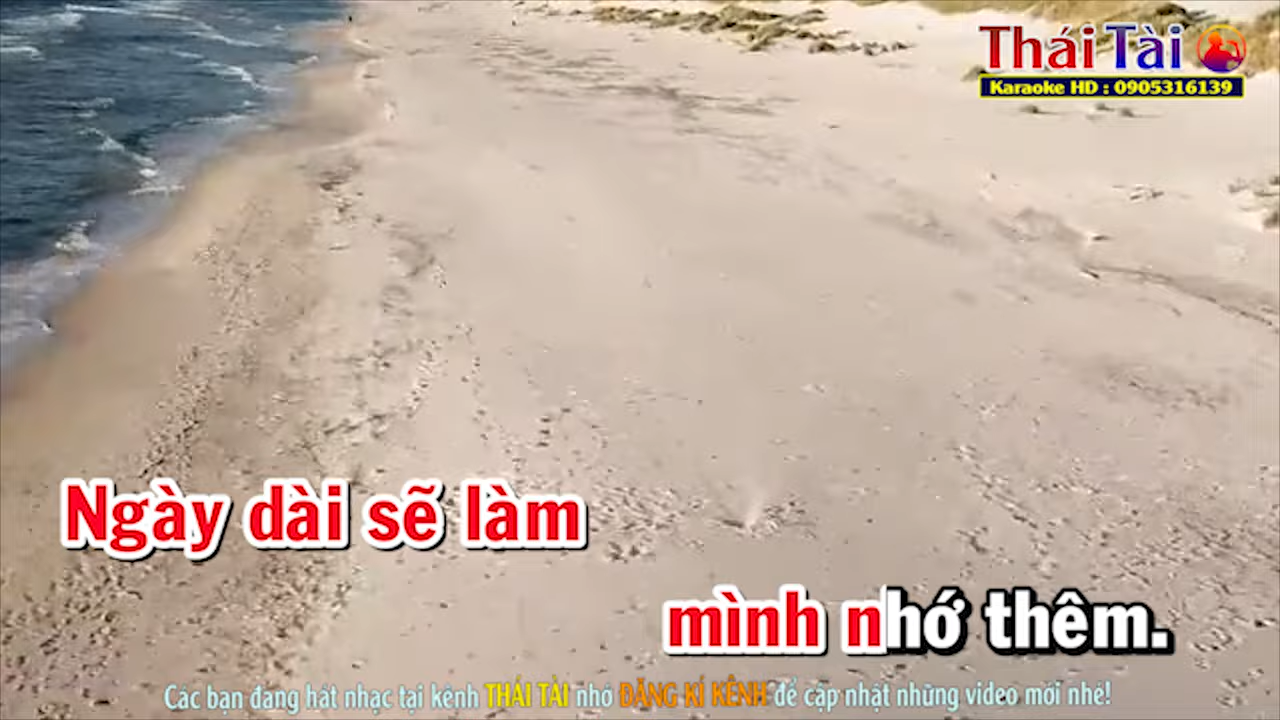 Thái Tài
Karaoke HD : 0905316139
Ngày dài sẽ làm
mình nhớ thêm.
Các bạn đang hát nhạc tại kênh THÁI TÀI nhớ ĐĂNG KÍ KÊNH để cập nhật những video mới nhé!